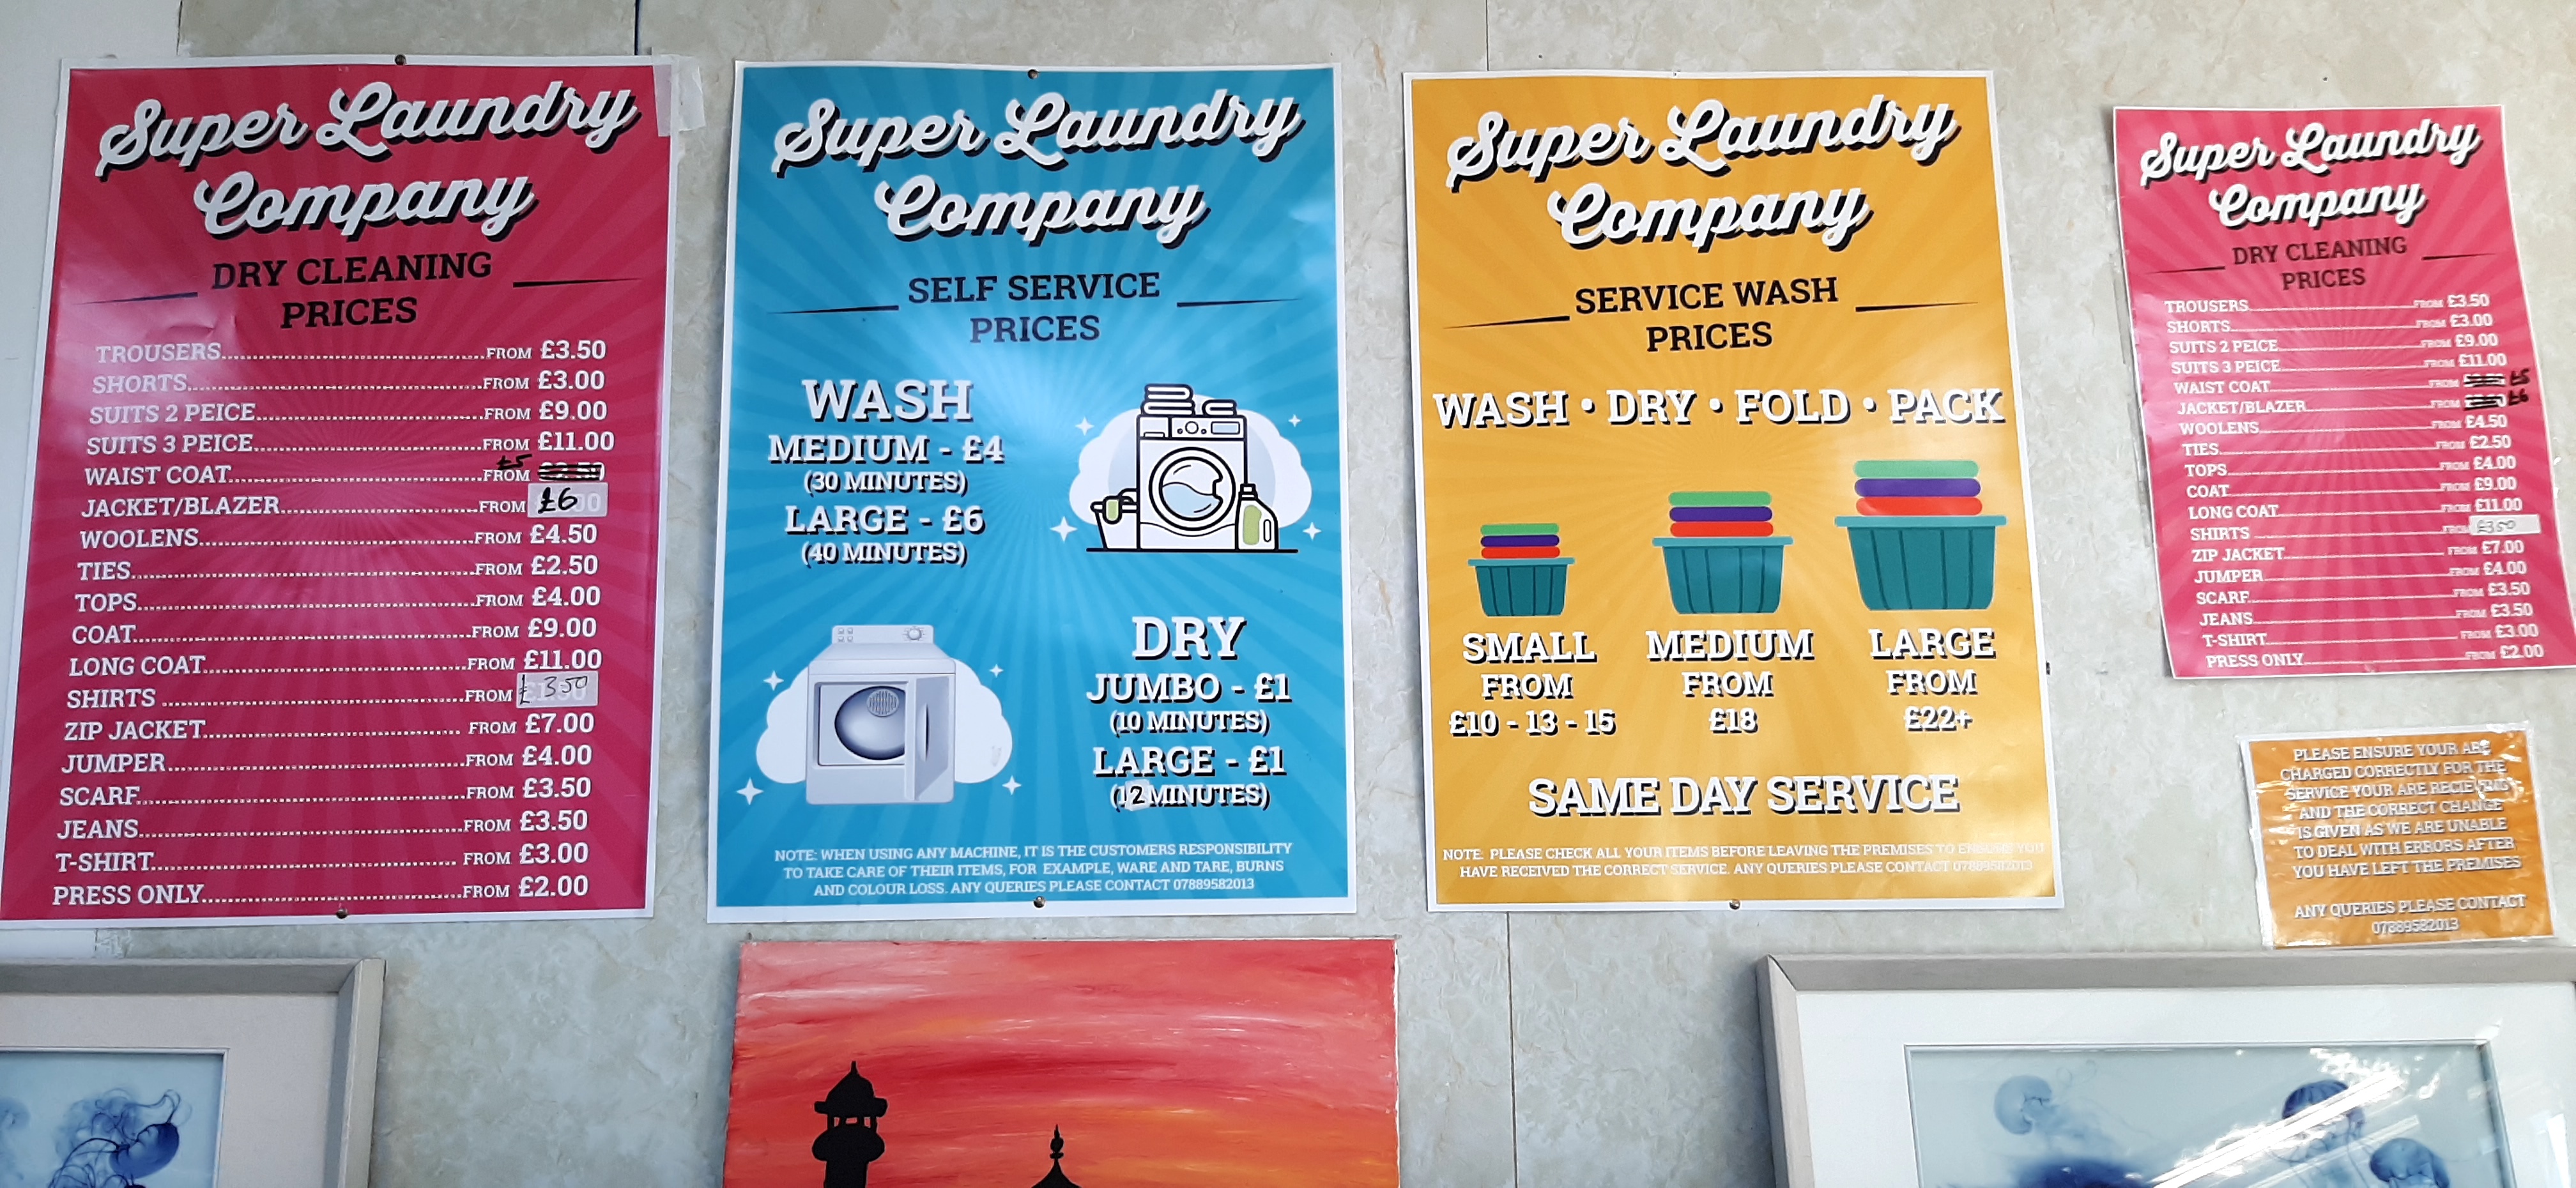 Super Laundry
Company
DRY CLEANING
PRICES
TROUSERS FROM £3.50
SHORTS FROM £3.00
SUITS 2 PEICE FROM £9.00
SUITS 3 PEICE FROM £11.00
WAIST COAT FROM £5
JACKET/BLAZER FROM £6
WOOLENS FROM £4.50
TIES FROM £2.50
TOPS FROM £4.00
COAT FROM £9.00
LONG COAT FROM £11.00
SHIRTS FROM £3.50
ZIP JACKET FROM £7.00
JUMPER FROM £4.00
SCARF FROM £3.50
JEANS FROM £3.50
T-SHIRT FROM £3.00
PRESS ONLY FROM £2.00
Super Laundry
Company
SELF SERVICE
PRICES
WASH
MEDIUM - £4
(30 MINUTES)
LARGE - £6
(40 MINUTES)
DRY
JUMBO - £1
(10 MINUTES)
LARGE - £1
(12 MINUTES)
NOTE: WHEN USING ANY MACHINE, IT IS THE CUSTOMERS RESPONSIBILITY
TO TAKE CARE OF THEIR ITEMS, FOR EXAMPLE, WARE AND TARE, BURNS
AND COLOUR LOSS. ANY QUERIES PLEASE CONTACT 07889582013
Super Laundry
Company
SERVICE WASH
PRICES
WASH • DRY • FOLD • PACK
SMALL
FROM
£10 - 13 - 15
MEDIUM
FROM
£18
LARGE
FROM
£22+
SAME DAY SERVICE
NOTE: PLEASE CHECK ALL YOUR ITEMS BEFORE LEAVING THE PREMISES TO ENSURE YOU
HAVE RECEIVED THE CORRECT SERVICE. ANY QUERIES PLEASE CONTACT 07889582013
Super Laundry
Company
DRY CLEANING
PRICES
TROUSERS FROM £3.50
SHORTS FROM £3.00
SUITS 2 PEICE FROM £9.00
SUITS 3 PEICE FROM £11.00
WAIST COAT FROM £5
JACKET/BLAZER FROM £6
WOOLENS FROM £4.50
TIES FROM £2.50
TOPS FROM £4.00
COAT FROM £9.00
LONG COAT FROM £11.00
SHIRTS FROM £3.50
ZIP JACKET FROM £7.00
JUMPER FROM £4.00
SCARF FROM £3.50
JEANS FROM £3.50
T-SHIRT FROM £3.00
PRESS ONLY FROM £2.00
PLEASE ENSURE YOUR ARE
CHARGED CORRECTLY FOR THE
SERVICE YOUR ARE RECIEVING
AND THE CORRECT CHANGE
IS GIVEN AS WE ARE UNABLE
TO DEAL WITH ERRORS AFTER
YOU HAVE LEFT THE PREMISES
ANY QUERIES PLEASE CONTACT
07889582013